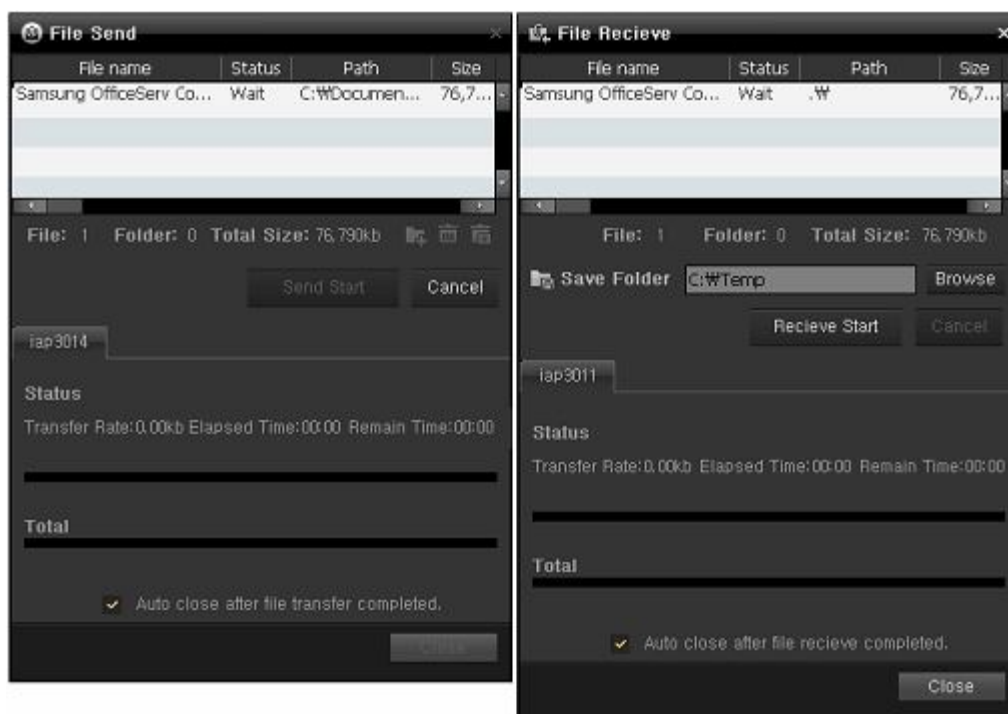 File Send
File name Status Path Size
Samsung OfficeServ Co... Wait C:₩Documen... 76,7...
File: 1 Folder: 0 Total Size: 76,790kb
Send Start Cancel
iap3014
Status
Transfer Rate:0.00kb Elapsed Time:00:00 Remain Time:00:00
Total
Auto close after file transfer completed.
Close
File Recieve
File name Status Path Size
Samsung OfficeServ Co... Wait .₩ 76,7...
File: 1 Folder: 0 Total Size: 76,790kb
Save Folder C:₩Temp Browse
Recieve Start Cancel
iap3011
Status
Transfer Rate:0.00kb Elapsed Time:00:00 Remain Time:00:00
Total
Auto close after file recieve completed.
Close